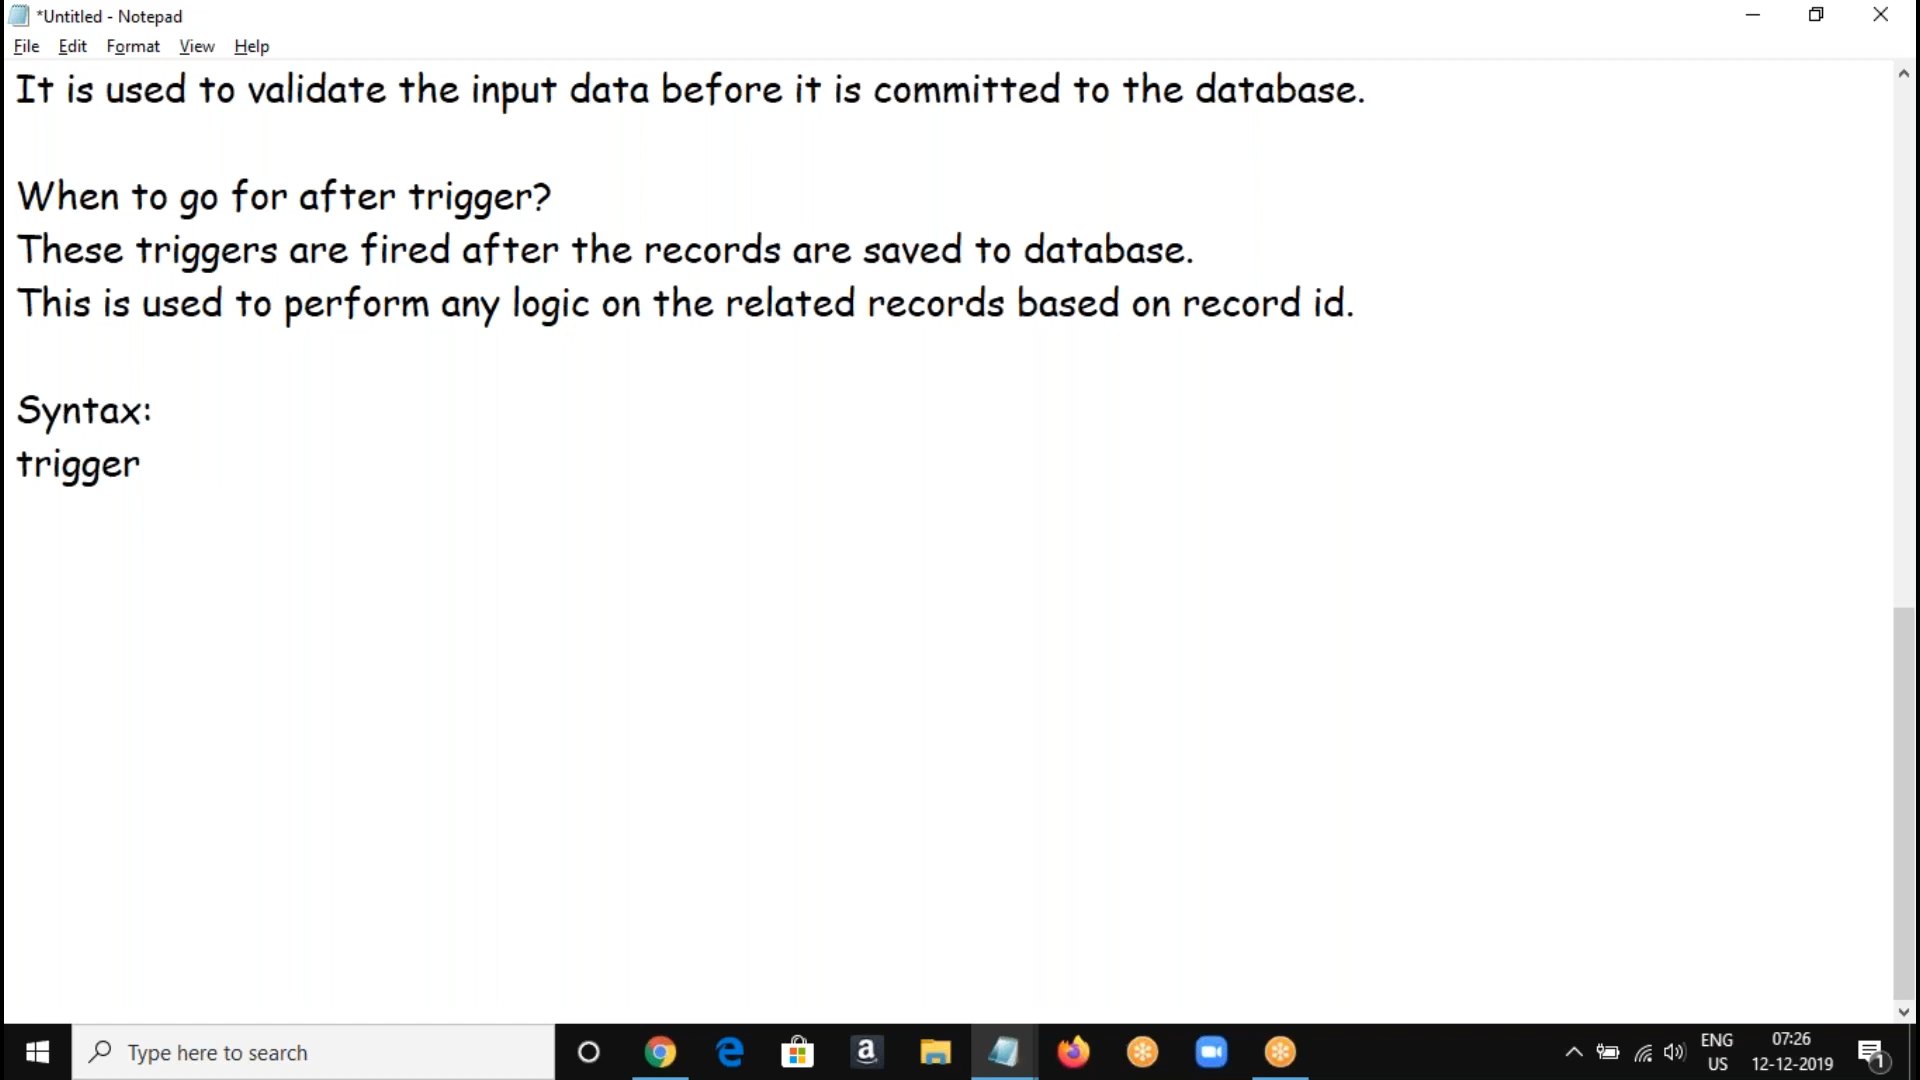 *Untitled - Notepad
File Edit Format View Help
It is used to validate the input data before it is committed to the database.
When to go for after trigger?
These triggers are fired after the records are saved to database.
This is used to perform any logic on the related records based on record id.
Syntax:
trigger
Type here to search
a
ENG
US
07:26
12-12-2019
1